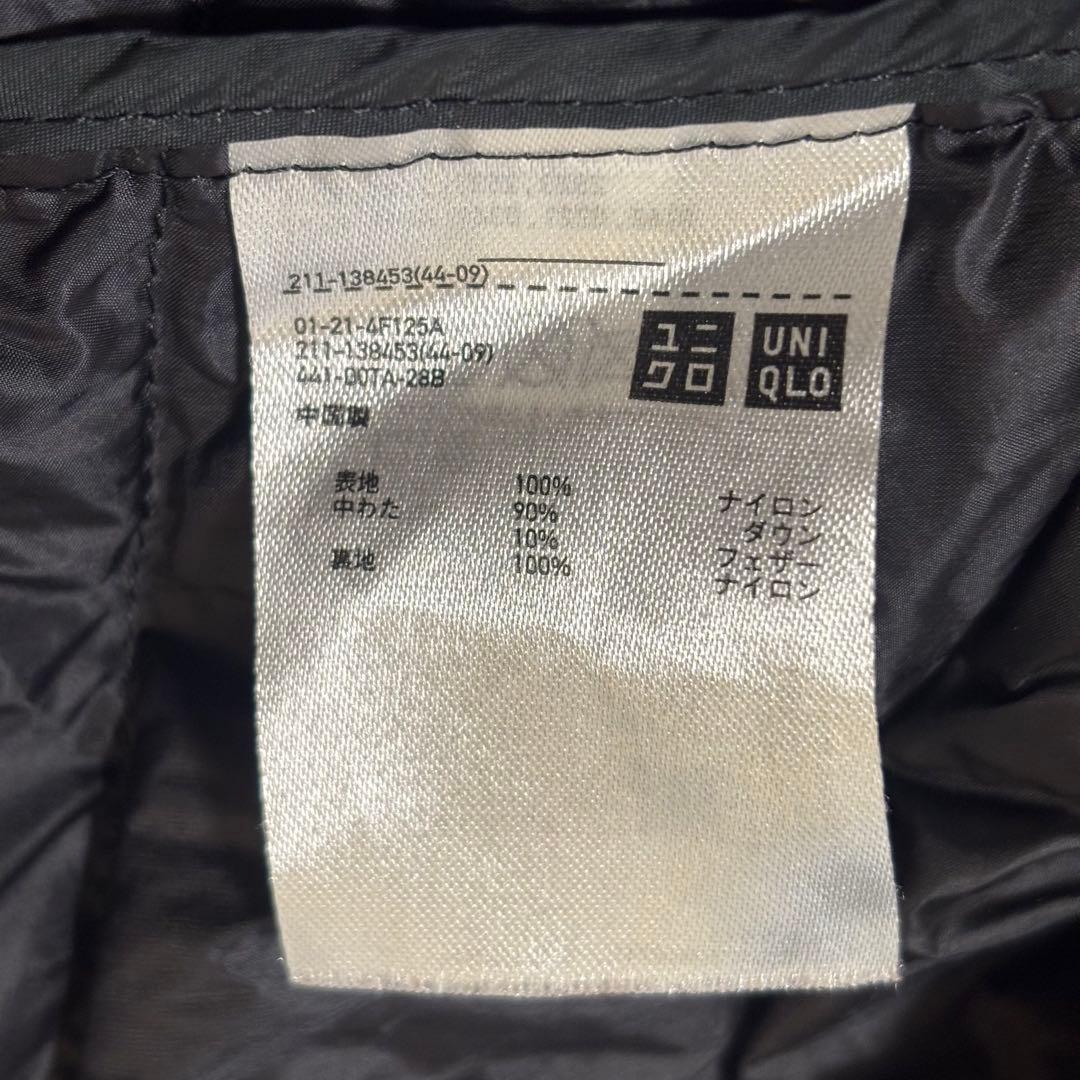 211-138453(44-09)
01-21-4F125A
211-138453(44-09)
441-D0TA-28B
中国製
ユニ
クロ
UNI
QLO
表地 100% ナイロン
中わた 90% ダウン
10% フェザー
裏地 100% ナイロン